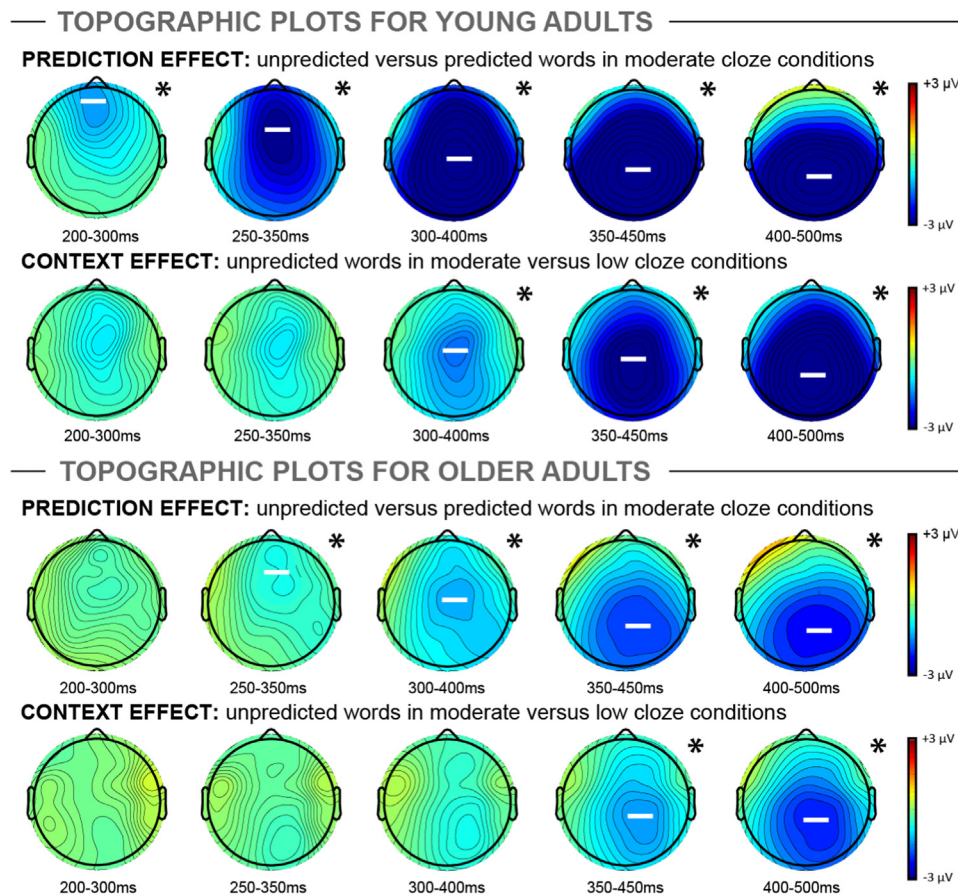 TOPOGRAPHIC PLOTS FOR YOUNG ADULTS
PREDICTION EFFECT: unpredicted versus predicted words in moderate cloze conditions
* * * * *
+3 µV
-3 µV
200-300ms 250-350ms 300-400ms 350-450ms 400-500ms
CONTEXT EFFECT: unpredicted words in moderate versus low cloze conditions
* * *
+3 µV
-3 µV
200-300ms 250-350ms 300-400ms 350-450ms 400-500ms
TOPOGRAPHIC PLOTS FOR OLDER ADULTS
PREDICTION EFFECT: unpredicted versus predicted words in moderate cloze conditions
* * * *
+3 µV
-3 µV
200-300ms 250-350ms 300-400ms 350-450ms 400-500ms
CONTEXT EFFECT: unpredicted words in moderate versus low cloze conditions
* *
+3 µV
-3 µV
200-300ms 250-350ms 300-400ms 350-450ms 400-500ms